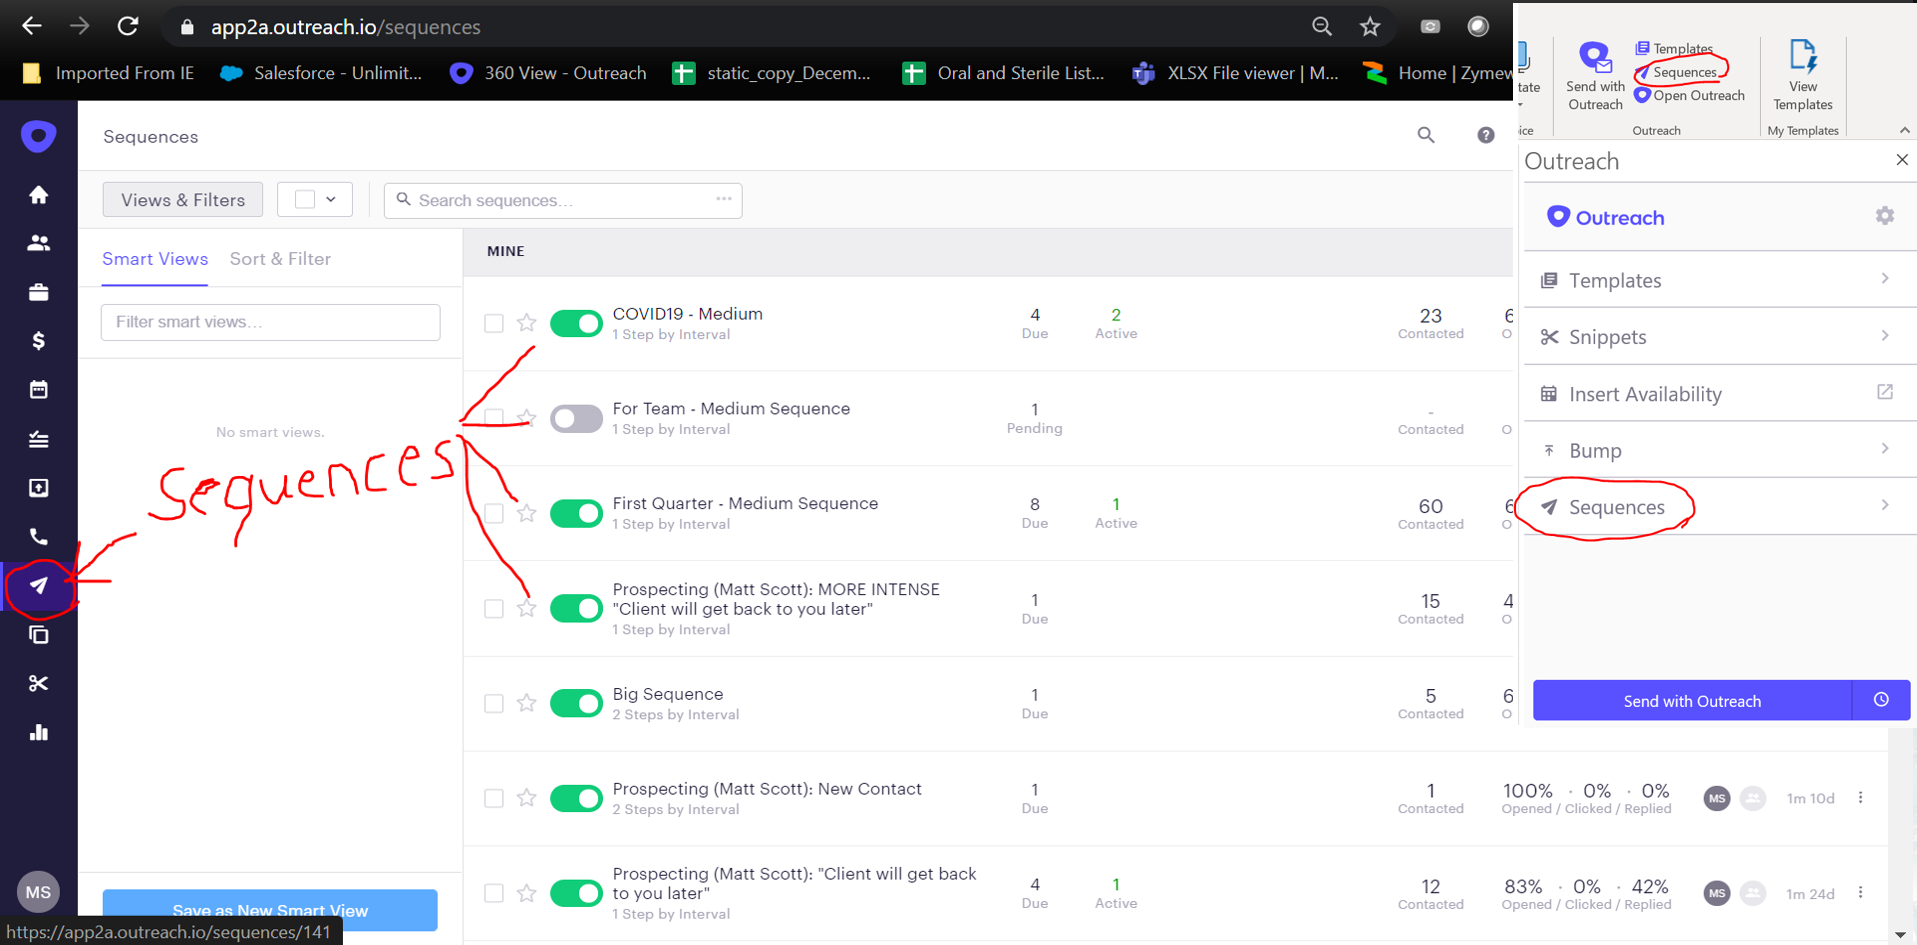 app2a.outreach.io/sequences
Imported From IE
Salesforce - Unlimit...
360 View - Outreach
static_copy_Decem...
Oral and Sterile List...
XLSX File viewer | M...
Home | Zymew
tate
ice
Send with
Outreach
Templates
Sequences
Open Outreach
Outreach
View
Templates
My Templates
Sequences
Views & Filters
Search sequences...
Smart Views
Sort & Filter
Filter smart views...
No smart views.
Sequences
Save as New Smart View
MS
https://app2a.outreach.io/sequences/141
MINE
COVID19 - Medium
1 Step by Interval
4
Due
2
Active
23
Contacted
6
O
For Team - Medium Sequence
1 Step by Interval
1
Pending
-
Contacted
O
First Quarter - Medium Sequence
1 Step by Interval
8
Due
1
Active
60
Contacted
6
O
Prospecting (Matt Scott): MORE INTENSE
"Client will get back to you later"
1 Step by Interval
1
Due
15
Contacted
4
O
Big Sequence
2 Steps by Interval
1
Due
5
Contacted
6
O
Prospecting (Matt Scott): New Contact
2 Steps by Interval
1
Due
1
Contacted
100% · 0% · 0%
Opened / Clicked / Replied
MS
1m 10d
Prospecting (Matt Scott): "Client will get back
to you later"
1 Step by Interval
4
Due
1
Active
12
Contacted
83% · 0% · 42%
Opened / Clicked / Replied
MS
1m 24d
Outreach
Outreach
Templates
Snippets
Insert Availability
Bump
Sequences
Send with Outreach